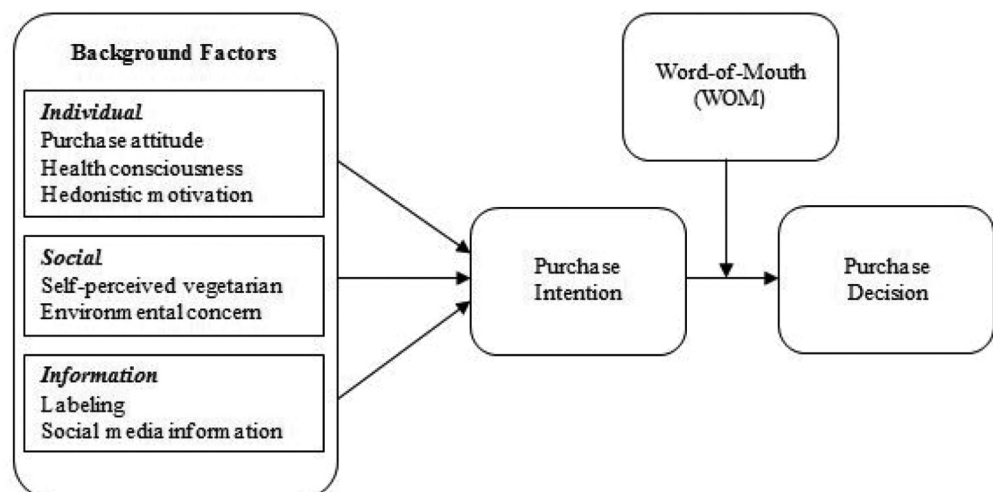 Background Factors
Individual
Purchase attitude
Health consciousness
Hedonistic motivation
Social
Self-perceived vegetarian
Environmental concern
Information
Labeling
Social media information
Purchase
Intention
Word-of-Mouth
(WOM)
Purchase
Decision